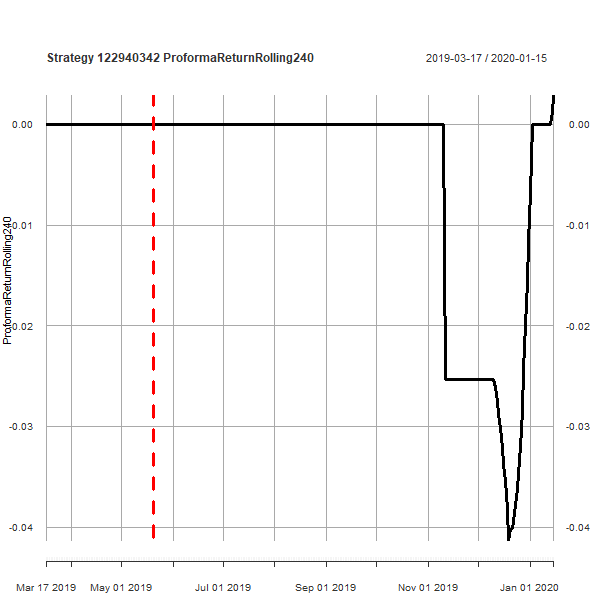 Strategy 122940342 ProformaReturnRolling240
2019-03-17 / 2020-01-15
ProformaReturnRolling240
0.00
0.00
-0.01
-0.01
-0.02
-0.02
-0.03
-0.03
-0.04
-0.04
Mar 17 2019
May 01 2019
Jul 01 2019
Sep 01 2019
Nov 01 2019
Jan 01 2020